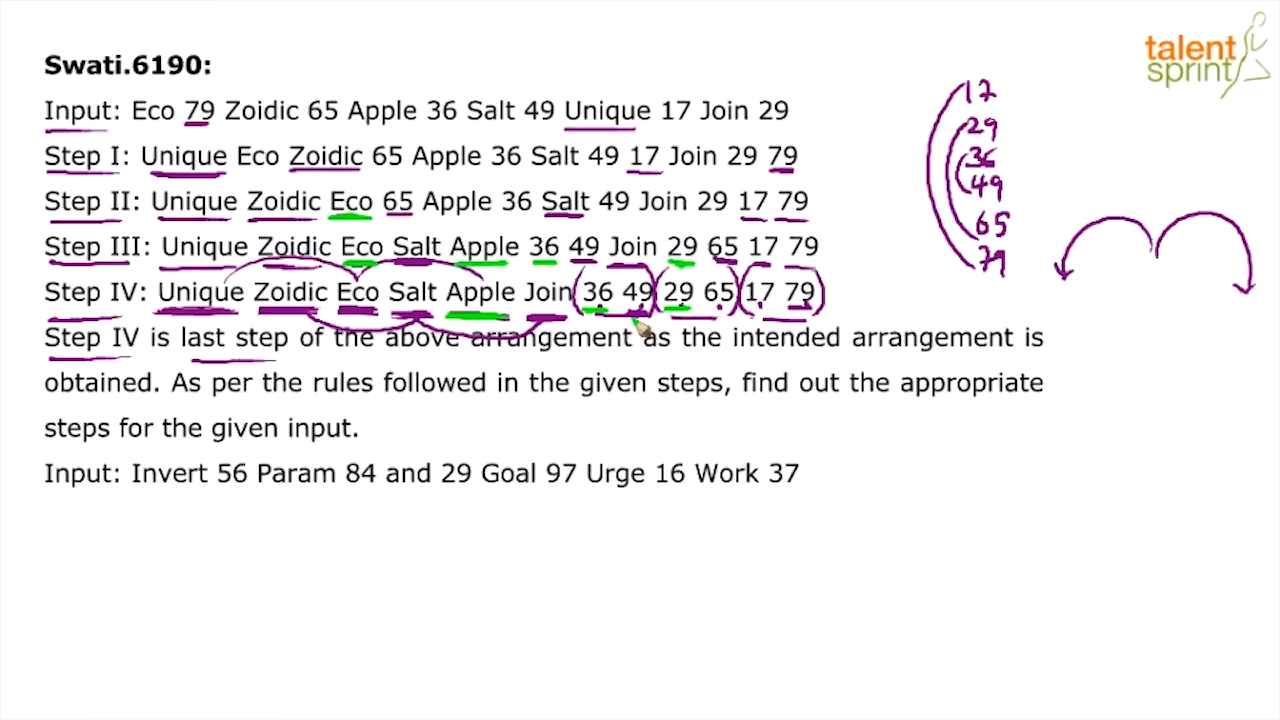 talent
sprint
Swati.6190:
Input: Eco 79 Zoidic 65 Apple 36 Salt 49 Unique 17 Join 29
Step I: Unique Eco Zoidic 65 Apple 36 Salt 49 17 Join 29 79
Step II: Unique Zoidic Eco 65 Apple 36 Salt 49 Join 29 17 79
Step III: Unique Zoidic Eco Salt Apple 36 49 Join 29 65 17 79
Step IV: Unique Zoidic Eco Salt Apple Join 36 49 29 65 17 79
Step IV is last step of the above arrangement as the intended arrangement is
obtained. As per the rules followed in the given steps, find out the appropriate
steps for the given input.
Input: Invert 56 Param 84 and 29 Goal 97 Urge 16 Work 37
17
29
36
49
65
79